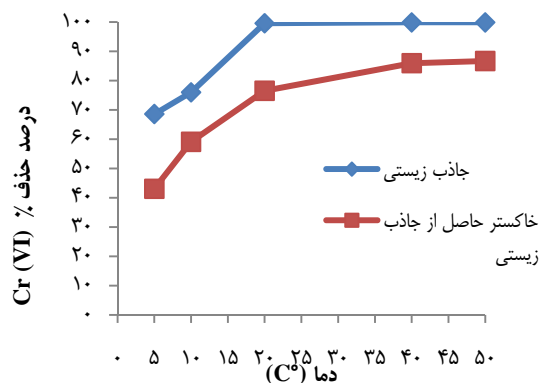 درصد حذف % Cr (VI)
۱۰۰
۹۰
۸۰
۷۰
۶۰
۵۰
۴۰
۳۰
۲۰
۱۰
۰
جاذب زیستی
خاکستر حاصل از جاذب
زیستی
۰ ۵ ۱۰ ۱۵ ۲۰ ۲۵ ۳۰ ۳۵ ۴۰ ۴۵ ۵۰
دما (C°)